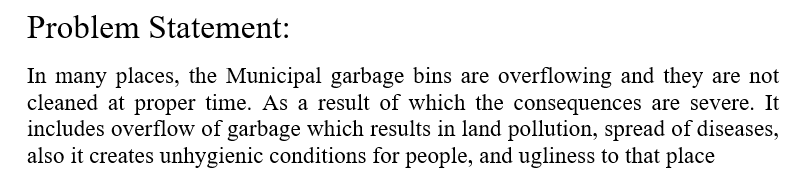 Problem Statement:
In many places, the Municipal garbage bins are overflowing and they are not
cleaned at proper time. As a result of which the consequences are severe. It
includes overflow of garbage which results in land pollution, spread of diseases,
also it creates unhygienic conditions for people, and ugliness to that place